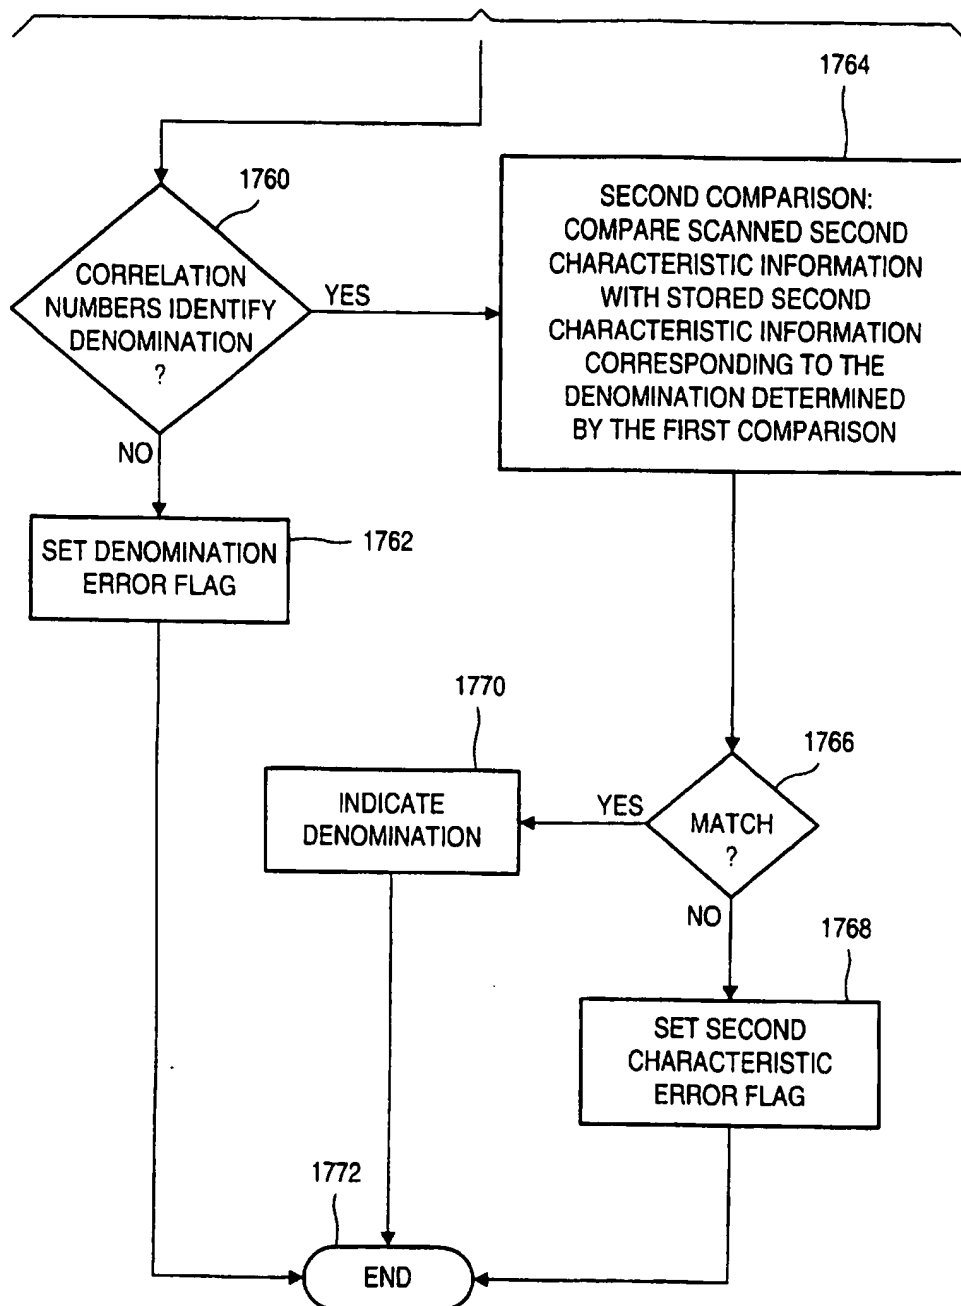 1764
1760
CORRELATION
NUMBERS IDENTIFY
DENOMINATION
?
YES
NO
SECOND COMPARISON:
COMPARE SCANNED SECOND
CHARACTERISTIC INFORMATION
WITH STORED SECOND
CHARACTERISTIC INFORMATION
CORRESPONDING TO THE
DENOMINATION DETERMINED
BY THE FIRST COMPARISON
SET DENOMINATION
ERROR FLAG
1762
1770
INDICATE
DENOMINATION
1766
YES
MATCH
?
NO
1768
SET SECOND
CHARACTERISTIC
ERROR FLAG
1772
END